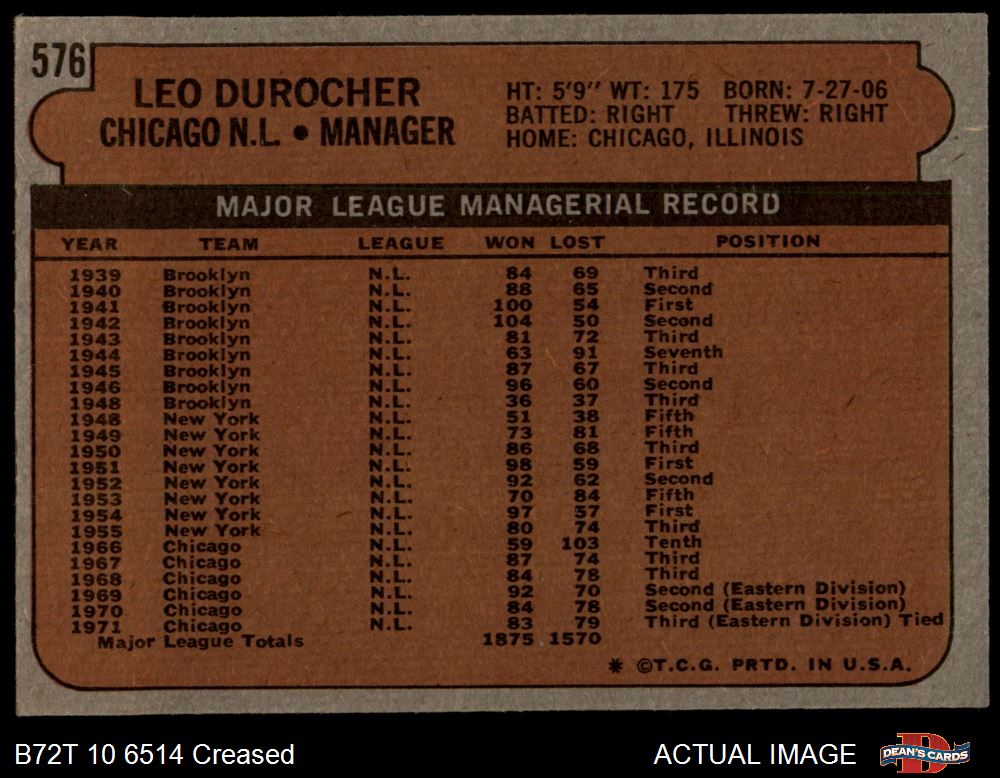 576
LEO DUROCHER
CHICAGO N.L. • MANAGER
HT: 5'9" WT: 175 BORN: 7-27-06
BATTED: RIGHT THREW: RIGHT
HOME: CHICAGO, ILLINOIS
MAJOR LEAGUE MANAGERIAL RECORD
YEAR TEAM LEAGUE WON LOST POSITION
1939 Brooklyn N.L. 84 69 Third
1940 Brooklyn N.L. 88 65 Second
1941 Brooklyn N.L. 100 54 First
1942 Brooklyn N.L. 104 50 Second
1943 Brooklyn N.L. 81 72 Third
1944 Brooklyn N.L. 63 91 Seventh
1945 Brooklyn N.L. 87 67 Third
1946 Brooklyn N.L. 96 60 Second
1948 Brooklyn N.L. 36 37 Third
1948 New York N.L. 51 38 Fifth
1949 New York N.L. 73 81 Fifth
1950 New York N.L. 86 68 Third
1951 New York N.L. 98 59 First
1952 New York N.L. 92 62 Second
1953 New York N.L. 70 84 Fifth
1954 New York N.L. 97 57 First
1955 New York N.L. 80 74 Third
1966 Chicago N.L. 59 103 Tenth
1967 Chicago N.L. 87 74 Third
1968 Chicago N.L. 84 78 Third
1969 Chicago N.L. 92 70 Second (Eastern Division)
1970 Chicago N.L. 84 78 Second (Eastern Division)
1971 Chicago N.L. 83 79 Third (Eastern Division) Tied
Major League Totals 1875 1570
* ©T.C.G. PRTD. IN U.S.A.
B72T 10 6514 Creased
ACTUAL IMAGE
DEAN'S CARDS